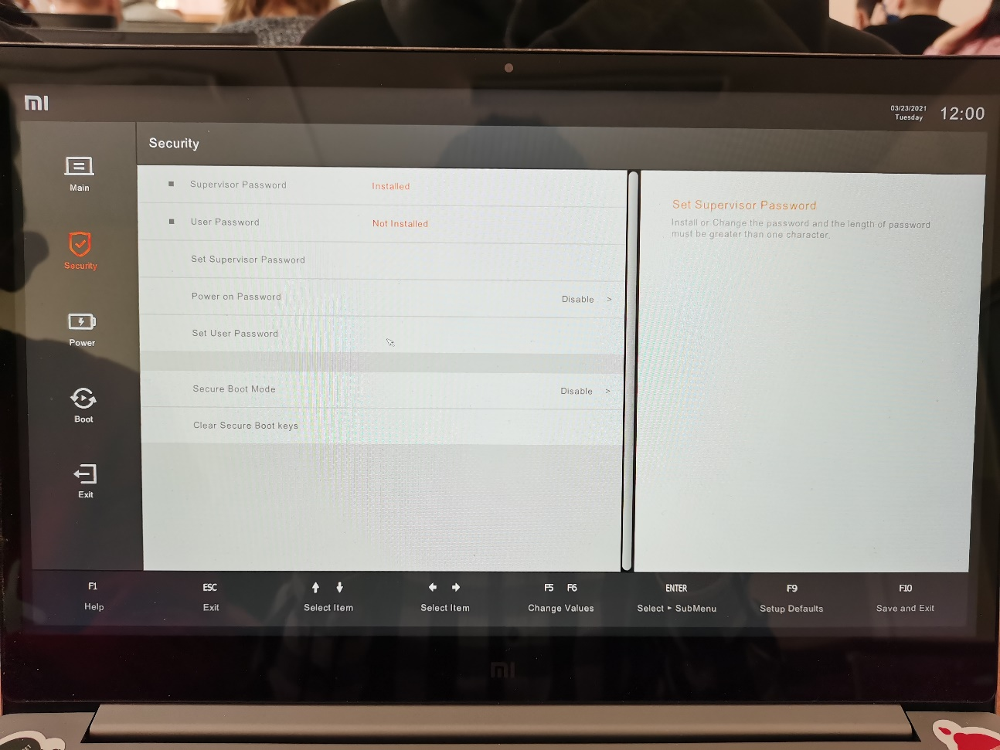 mi
03/23/2021
Tuesday
12:00
Security
Main
Security
Power
Boot
Exit
Supervisor Password Installed
User Password Not Installed
Set Supervisor Password
Power on Password Disable >
Set User Password
Secure Boot Mode Disable >
Clear Secure Boot keys
Set Supervisor Password
Install or Change the password and the length of password
must be greater than one character.
F1 ESC F5 F6 ENTER F9 F10
Help Exit Select Item Select Item Change Values Select ▸ SubMenu Setup Defaults Save and Exit
mi